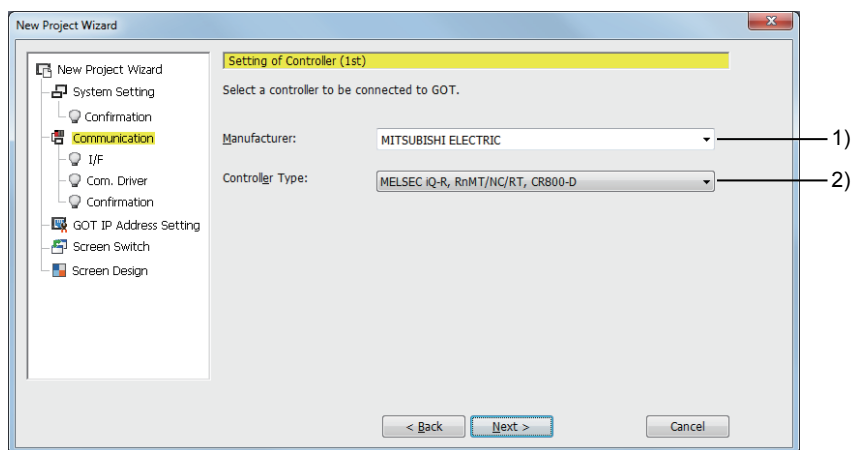 New Project Wizard
x
New Project Wizard
System Setting
Confirmation
Communication
I/F
Com. Driver
Confirmation
GOT IP Address Setting
Screen Switch
Screen Design
Setting of Controller (1st)
Select a controller to be connected to GOT.
Manufacturer: MITSUBISHI ELECTRIC 1)
Controller Type: MELSEC iQ-R, RnMT/NC/RT, CR800-D 2)
< Back Next > Cancel